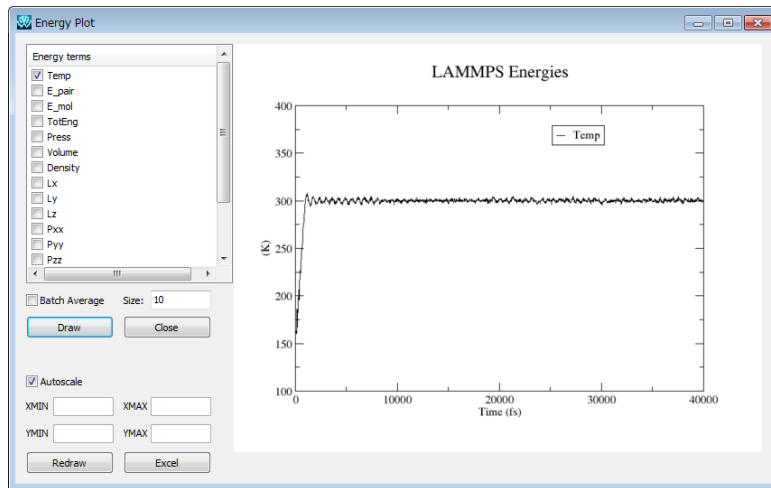 Energy Plot
Energy terms
Temp
E_pair
E_mol
TotEng
Press
Volume
Density
Lx
Ly
Lz
Pxx
Pyy
Pzz
Batch Average Size: 10
Draw Close
Autoscale
XMIN XMAX
YMIN YMAX
Redraw Excel
LAMMPS Energies
400
350
300
250
200
150
100
(K)
Temp
0 10000 20000 30000 40000
Time (fs)